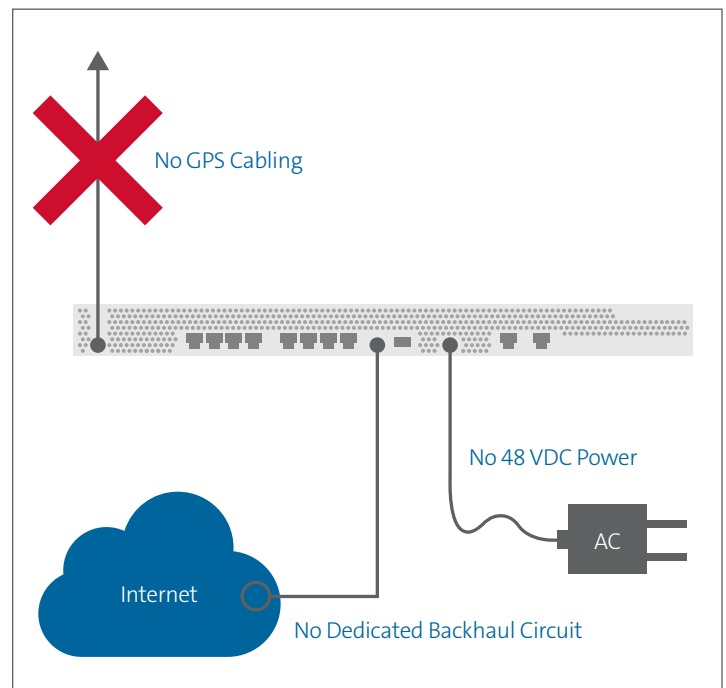 No GPS Cabling
No 48 VDC Power
AC
Internet
No Dedicated Backhaul Circuit